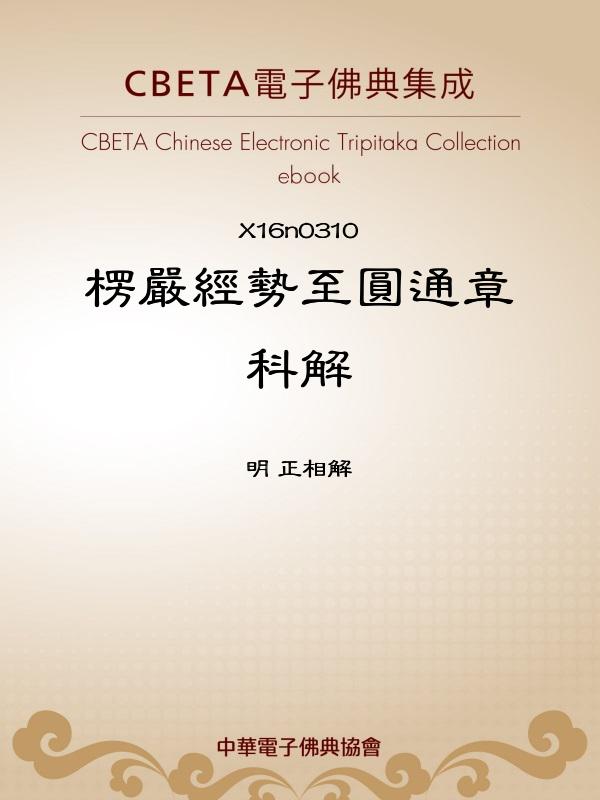 CBETA電子佛典集成
CBETA Chinese Electronic Tripitaka Collection
ebook
X16n0310
楞嚴經勢至圓通章
科解
明 正相解
中華電子佛典協會